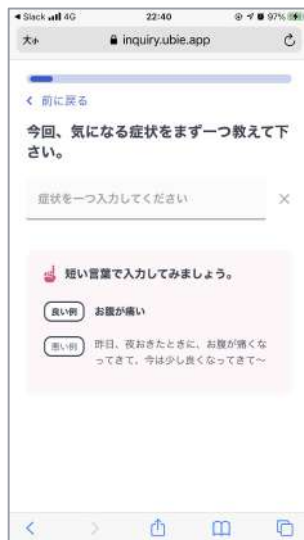 Slack 4G 22:40 97%
大小 inquiry.ubie.app
前に戻る
今回、気になる症状をまず一つ教えて下
さい。
症状を一つ入力してください
短い言葉で入力してみましょう。
良い例 お腹が痛い
悪い例 昨日、夜おきたときに、お腹が痛くな
ってきて、今は少し良くなってきて〜